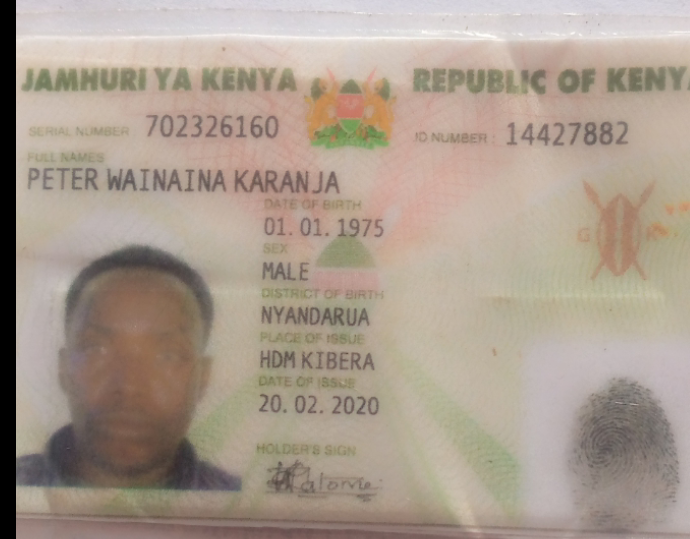 JAMHURI YA KENYA REPUBLIC OF KENYA
SERIAL NUMBER 702326160 ID NUMBER: 14427882
FULL NAMES
PETER WAINAINA KARANJA
DATE OF BIRTH
01.01.1975
SEX
MALE
DISTRICT OF BIRTH
NYANDARUA
PLACE OF ISSUE
HDM KIBERA
DATE OF ISSUE
20.02.2020
HOLDER'S SIGN